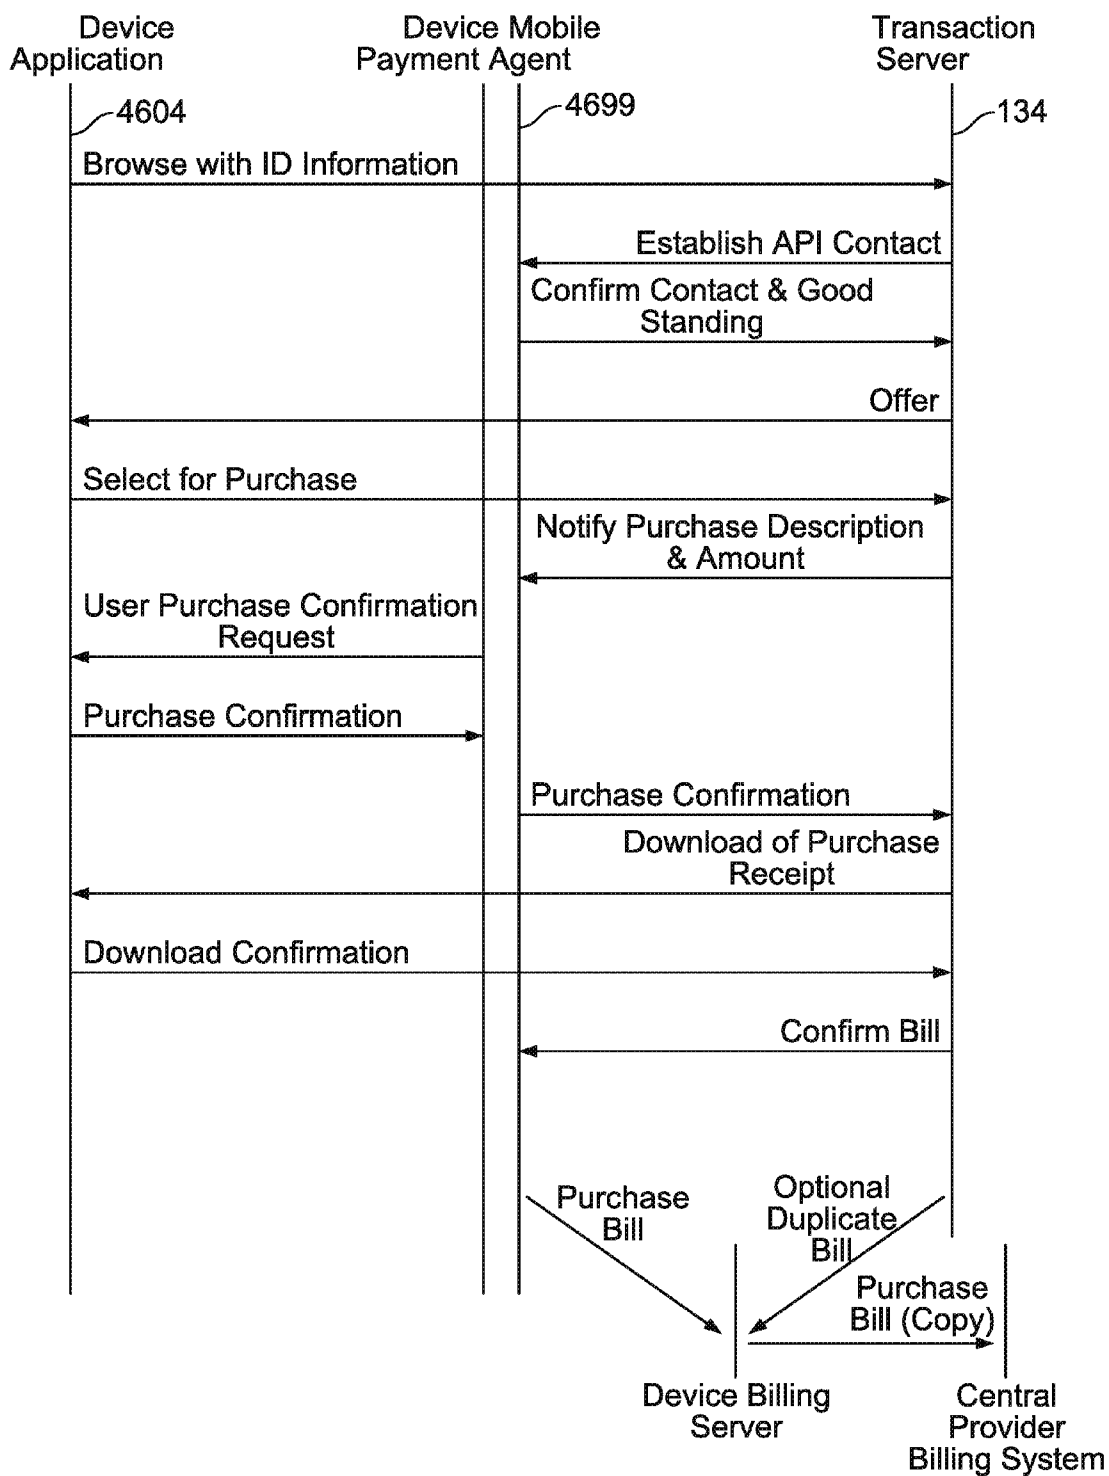 Device
Application
Device Mobile
Payment Agent
Transaction
Server
4604
4699
134
Browse with ID Information
Establish API Contact
Confirm Contact & Good
Standing
Offer
Select for Purchase
Notify Purchase Description
& Amount
User Purchase Confirmation
Request
Purchase Confirmation
Purchase Confirmation
Download of Purchase
Receipt
Download Confirmation
Confirm Bill
Purchase
Bill
Optional
Duplicate
Bill
Purchase
Bill (Copy)
Device Billing
Server
Central
Provider
Billing System